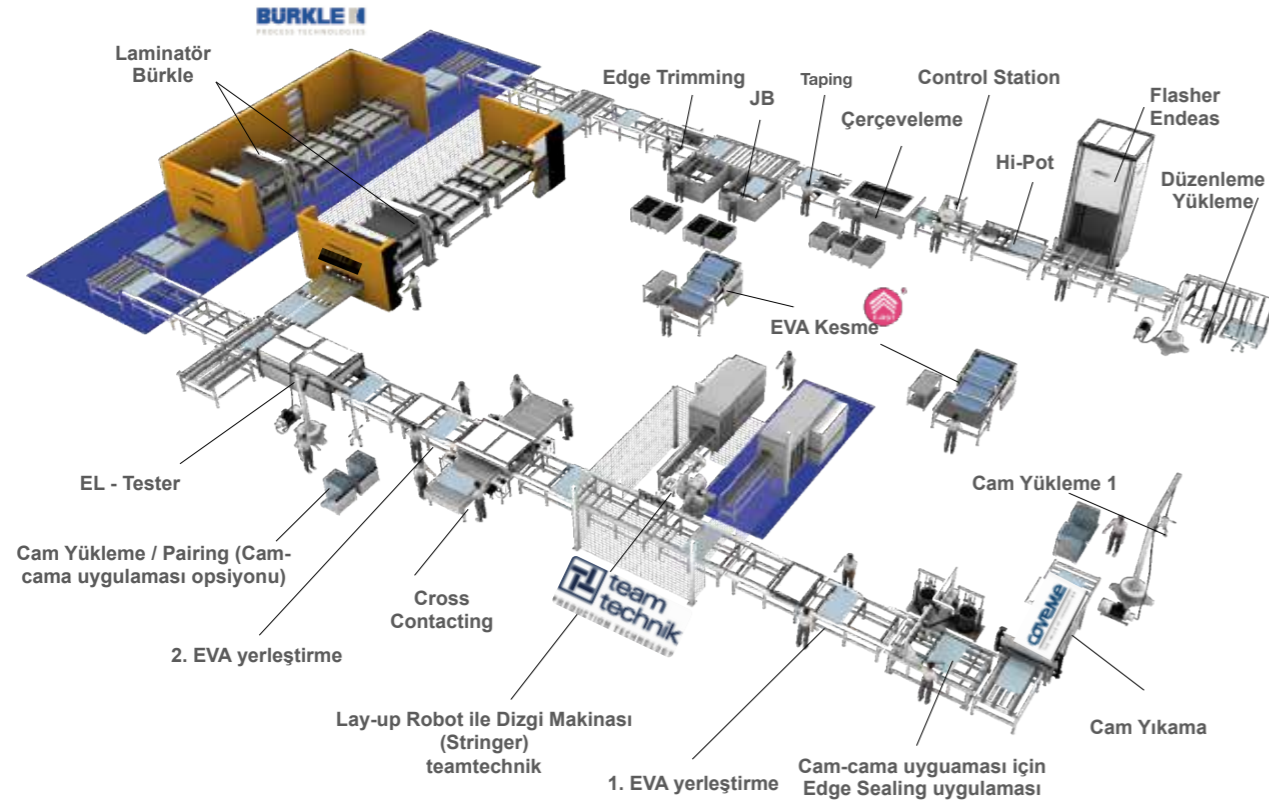 BURKLE
PROCESS TECHNOLOGIES
Laminatör
Bürkle
Edge Trimming
JB
Taping
Control Station
Çerçeveleme
Flasher
Endeas
Hi-Pot
Düzenleme
Yükleme
EVA Kesme
EL - Tester
Cam Yükleme 1
Cam Yükleme / Pairing (Cam-
cama uygulaması opsiyonu)
Cross
Contacting
team
technik
PRODUCTION TECHNOLOGY
coveme
2. EVA yerleştirme
Lay-up Robot ile Dizgi Makinası
(Stringer)
teamtechnik
1. EVA yerleştirme
Cam-cama uyguaması için
Edge Sealing uygulaması
Cam Yıkama